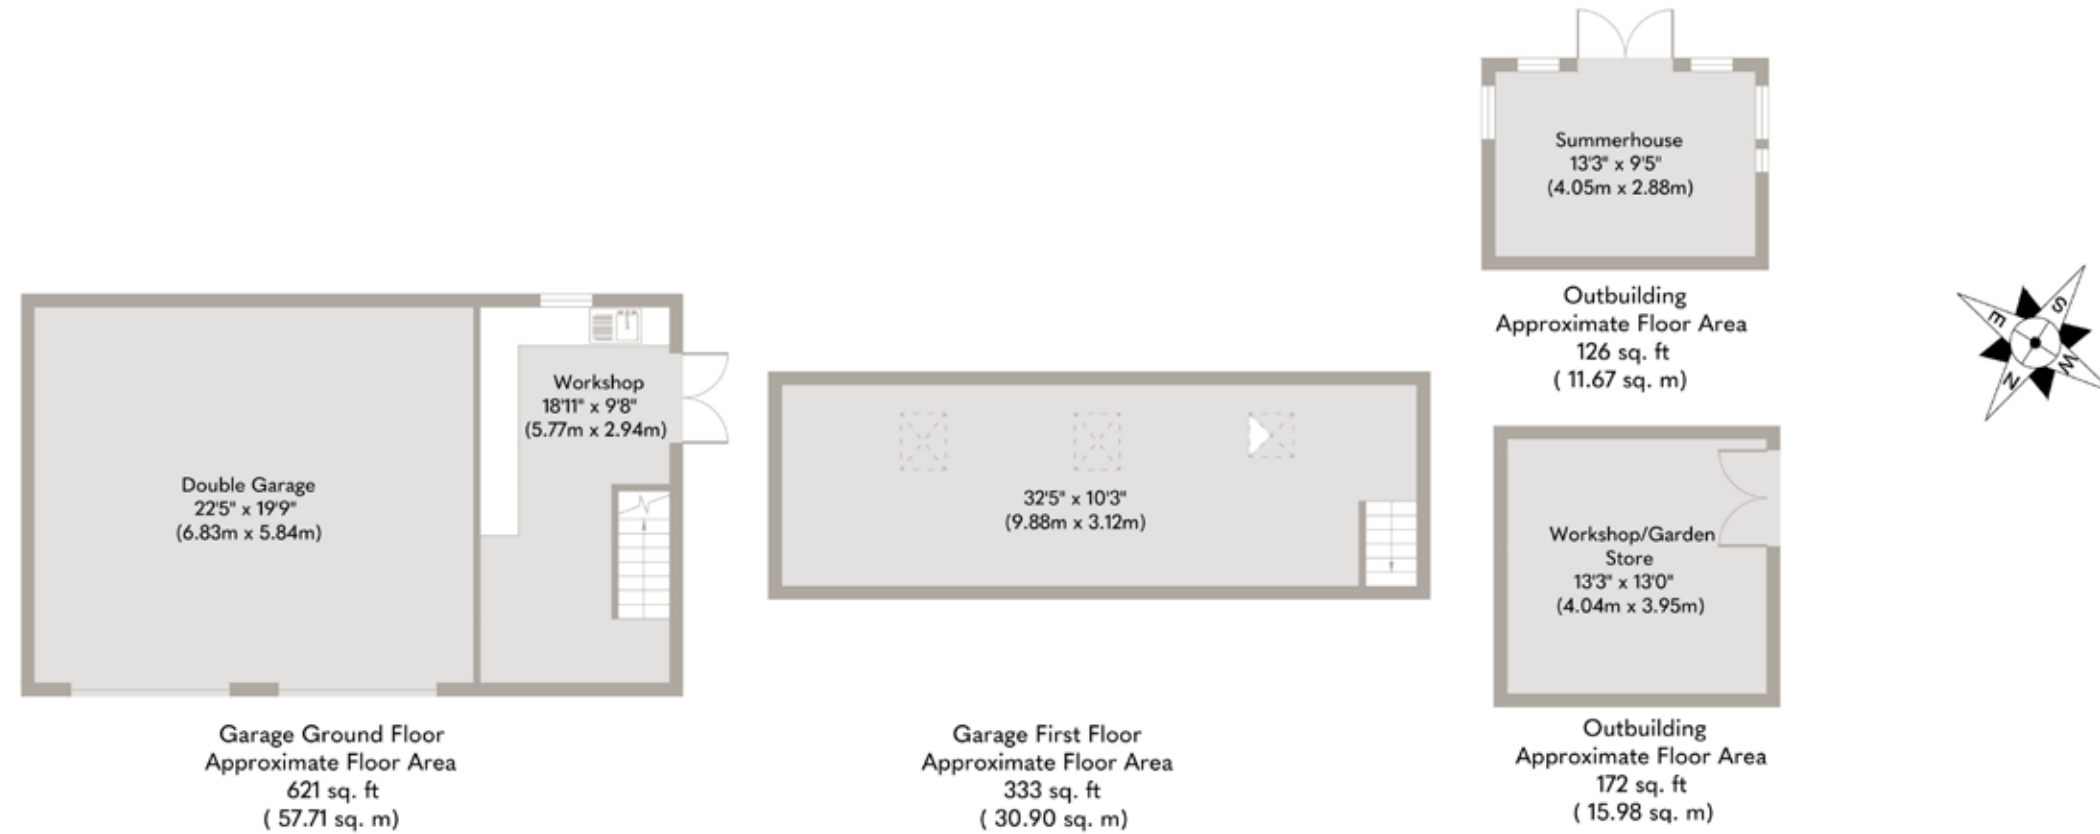 Summerhouse
13'3" x 9'5"
(4.05m x 2.88m)
Outbuilding
Approximate Floor Area
126 sq. ft
( 11.67 sq. m)
S
E
W
N
Workshop
18'11" x 9'8"
(5.77m x 2.94m)
Double Garage
22'5" x 19'9"
(6.83m x 5.84m)
32'5" x 10'3"
(9.88m x 3.12m)
Workshop/Garden
Store
13'3" x 13'0"
(4.04m x 3.95m)
Garage Ground Floor
Approximate Floor Area
621 sq. ft
( 57.71 sq. m)
Garage First Floor
Approximate Floor Area
333 sq. ft
( 30.90 sq. m)
Outbuilding
Approximate Floor Area
172 sq. ft
( 15.98 sq. m)